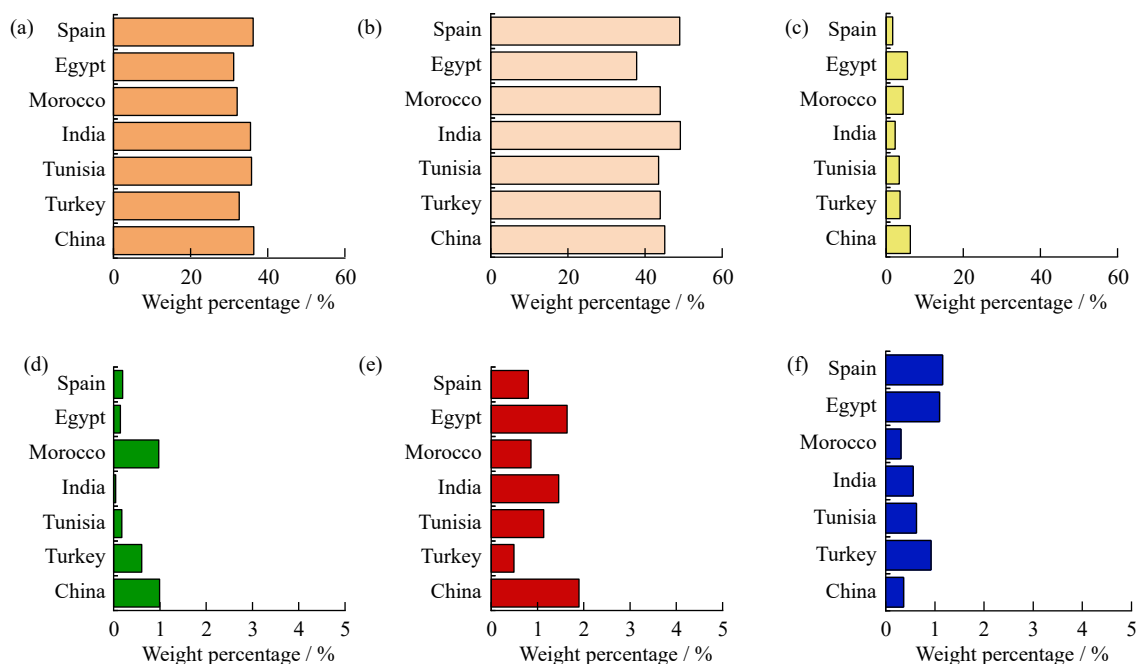 (a)
Spain
Egypt
Morocco
India
Tunisia
Turkey
China
0 20 40 60
Weight percentage / %
(b)
Spain
Egypt
Morocco
India
Tunisia
Turkey
China
0 20 40 60
Weight percentage / %
(c)
Spain
Egypt
Morocco
India
Tunisia
Turkey
China
0 20 40 60
Weight percentage / %
(d)
Spain
Egypt
Morocco
India
Tunisia
Turkey
China
0 1 2 3 4 5
Weight percentage / %
(e)
Spain
Egypt
Morocco
India
Tunisia
Turkey
China
0 1 2 3 4 5
Weight percentage / %
(f)
Spain
Egypt
Morocco
India
Tunisia
Turkey
China
0 1 2 3 4 5
Weight percentage / %